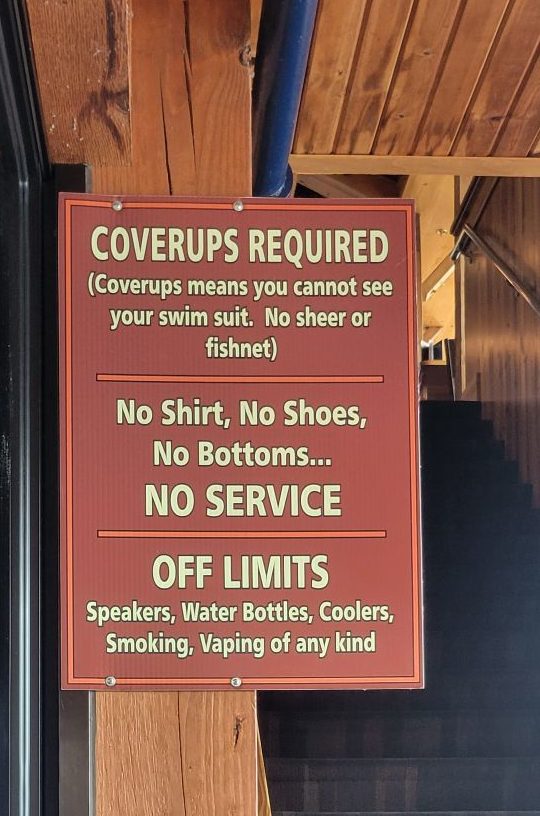 COVERUPS REQUIRED
(Coverups means you cannot see
your swim suit. No sheer or
fishnet)
No Shirt, No Shoes,
No Bottoms...
NO SERVICE
OFF LIMITS
Speakers, Water Bottles, Coolers,
Smoking, Vaping of any kind